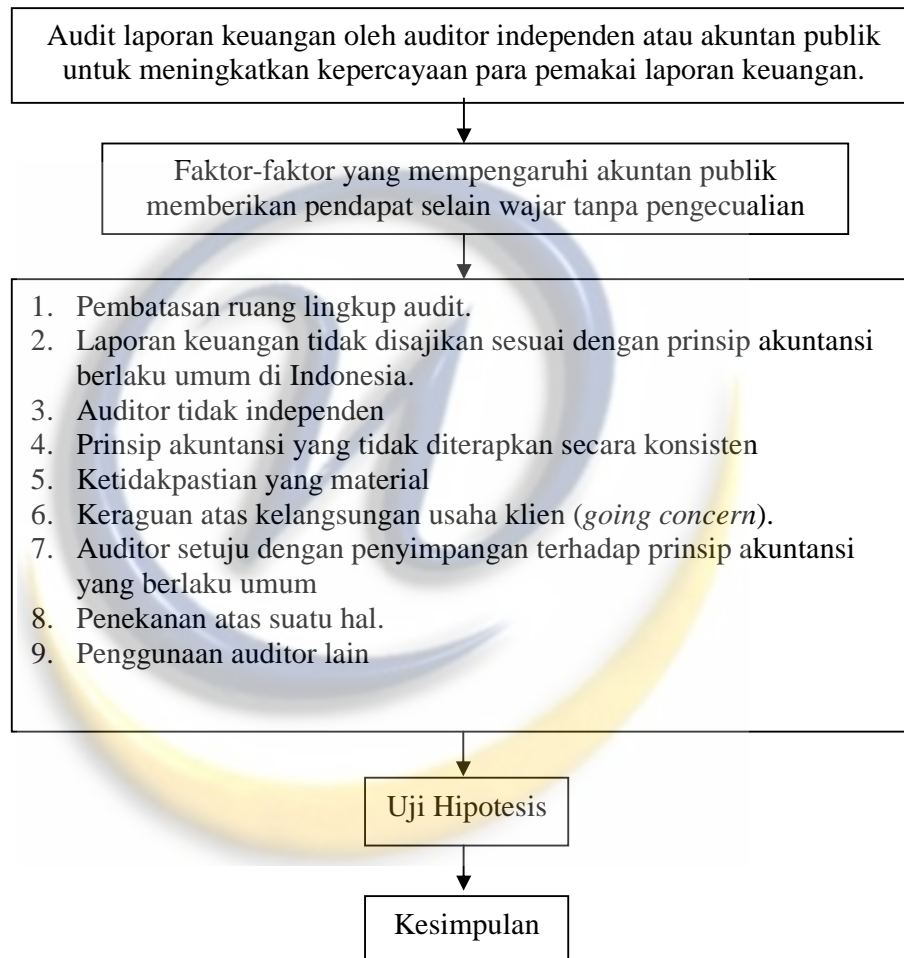 Audit laporan keuangan oleh auditor independen atau akuntan publik
untuk meningkatkan kepercayaan para pemakai laporan keuangan.
Faktor-faktor yang mempengaruhi akuntan publik
memberikan pendapat selain wajar tanpa pengecualian
1. Pembatasan ruang lingkup audit.
2. Laporan keuangan tidak disajikan sesuai dengan prinsip akuntansi
berlaku umum di Indonesia.
3. Auditor tidak independen
4. Prinsip akuntansi yang tidak diterapkan secara konsisten
5. Ketidakpastian yang material
6. Keraguan atas kelangsungan usaha klien (going concern).
7. Auditor setuju dengan penyimpangan terhadap prinsip akuntansi
yang berlaku umum
8. Penekanan atas suatu hal.
9. Penggunaan auditor lain
Uji Hipotesis
Kesimpulan